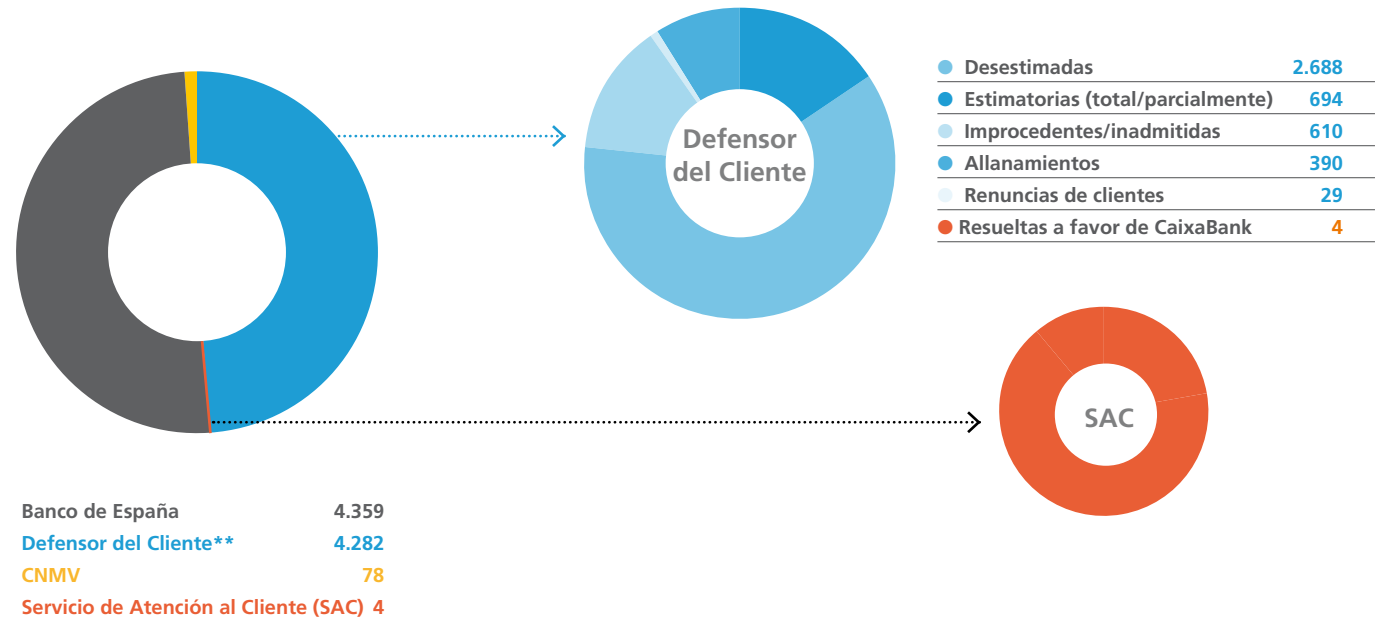 Defensor
del Cliente
Desestimadas 2.688
Estimatorias (total/parcialmente) 694
Improcedentes/inadmitidas 610
Allanamientos 390
Renuncias de clientes 29
Resueltas a favor de CaixaBank 4
SAC
Banco de España 4.359
Defensor del Cliente** 4.282
CNMV 78
Servicio de Atención al Cliente (SAC) 4